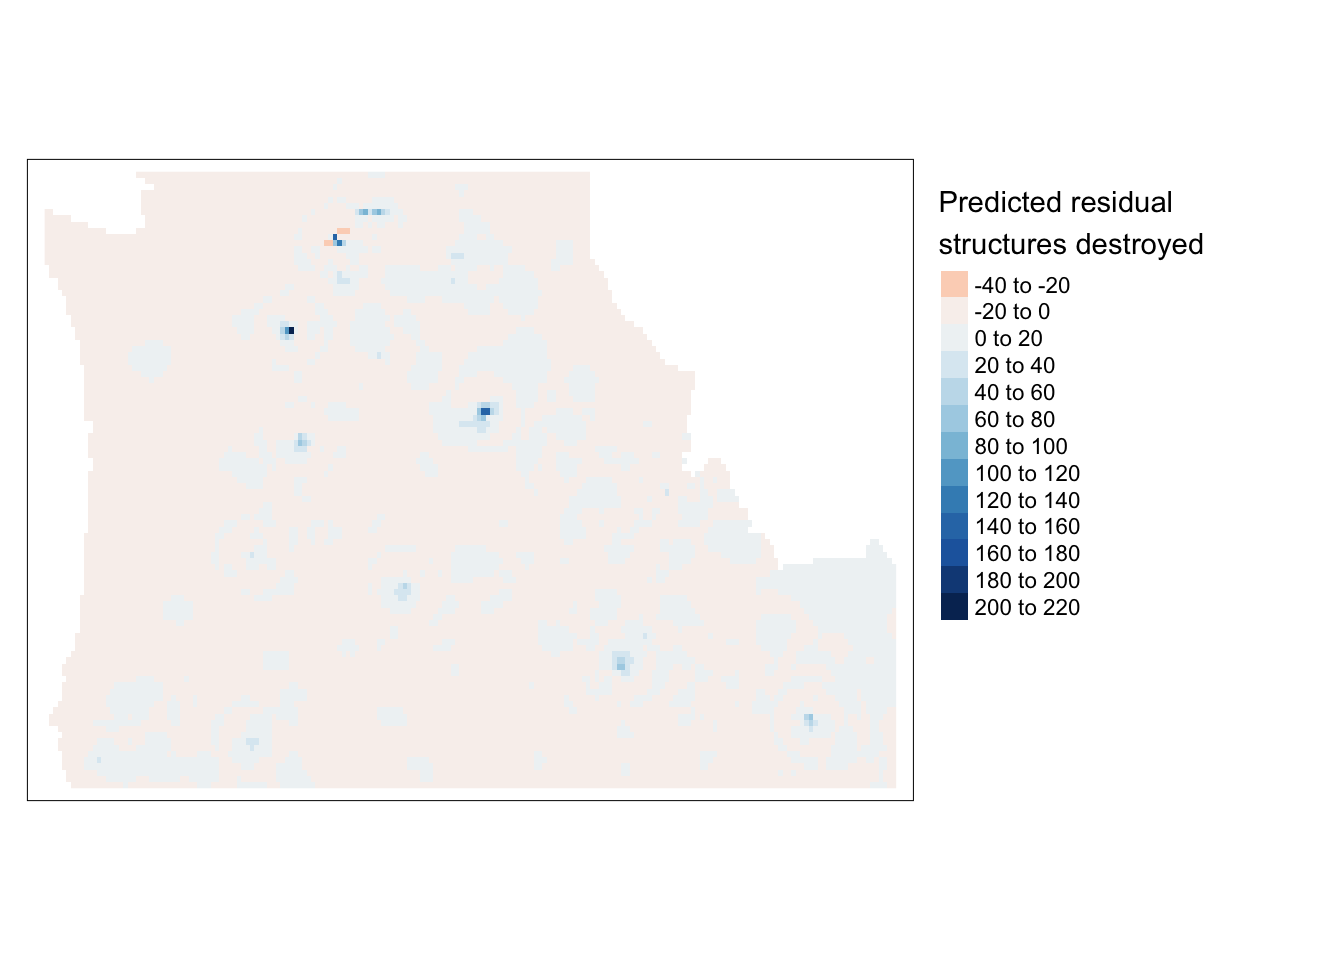 Predicted residual
structures destroyed
-40 to -20
-20 to 0
0 to 20
20 to 40
40 to 60
60 to 80
80 to 100
100 to 120
120 to 140
140 to 160
160 to 180
180 to 200
200 to 220